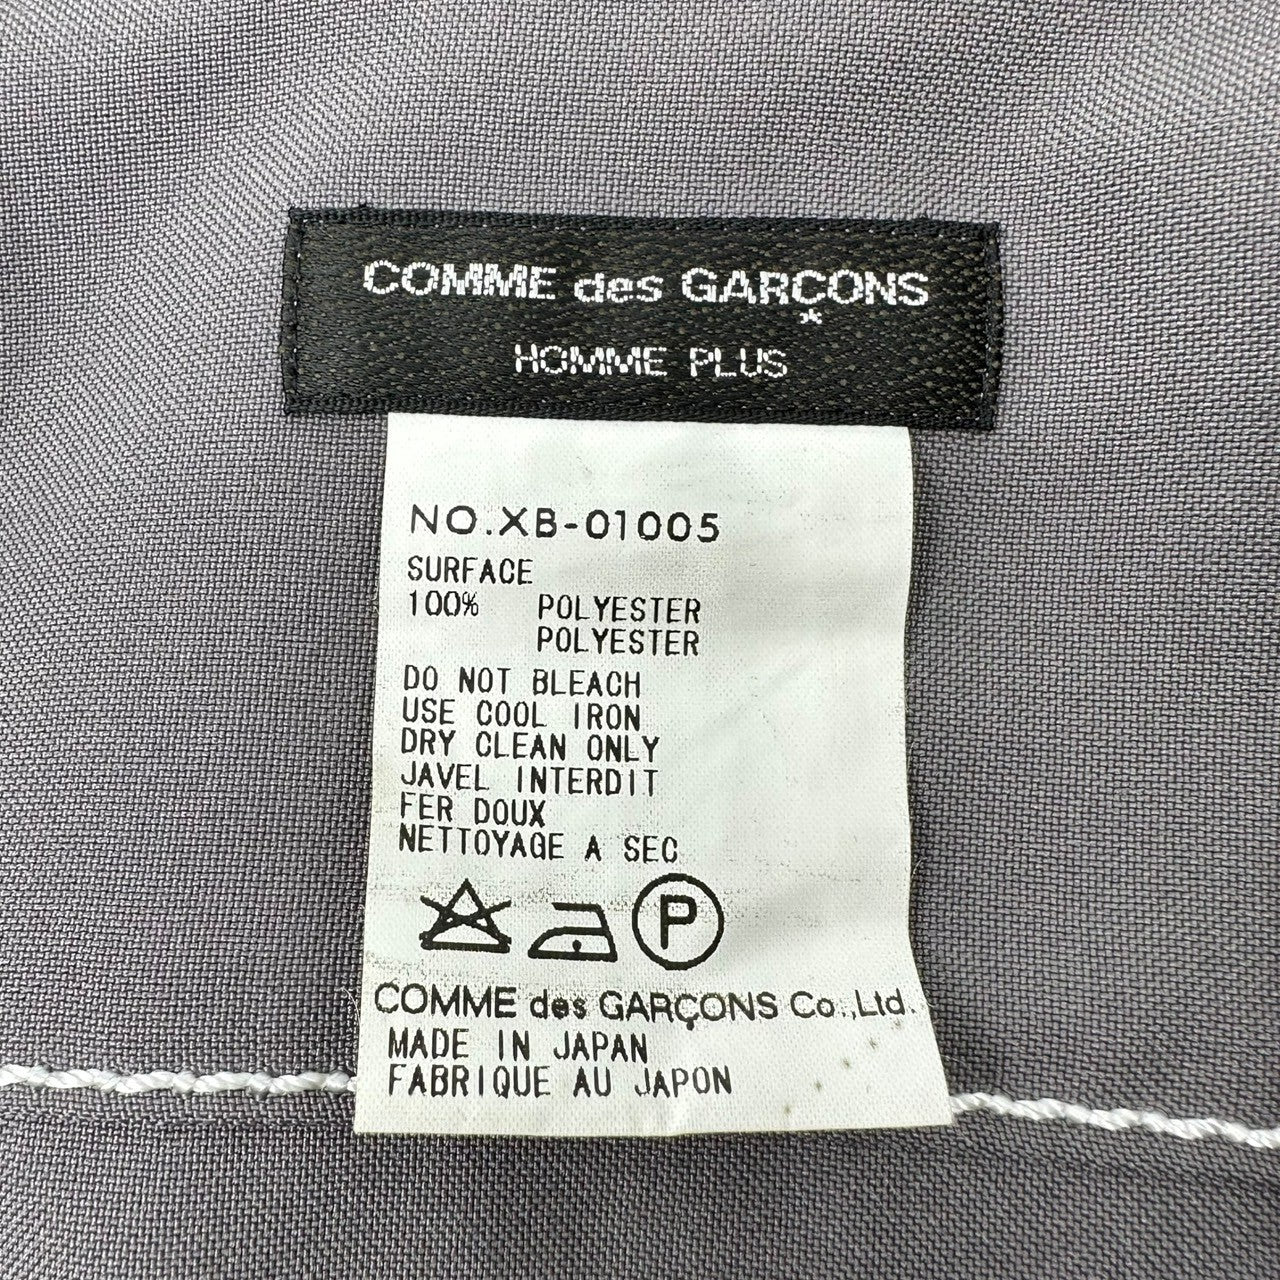 COMME des GARÇONS
*
HOMME PLUS
NO.XB-01005
SURFACE
100% POLYESTER
POLYESTER
DO NOT BLEACH
USE COOL IRON
DRY CLEAN ONLY
JAVEL INTERDIT
FER DOUX
NETTOYAGE A SEC
P
COMME des GARÇONS Co.,Ltd.
MADE IN JAPAN
FABRIQUE AU JAPON